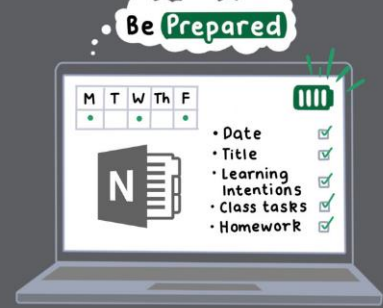 Be Prepared
M T W Th F
N
• Date
• Title
• Learning
Intentions
• Class tasks
• Homework